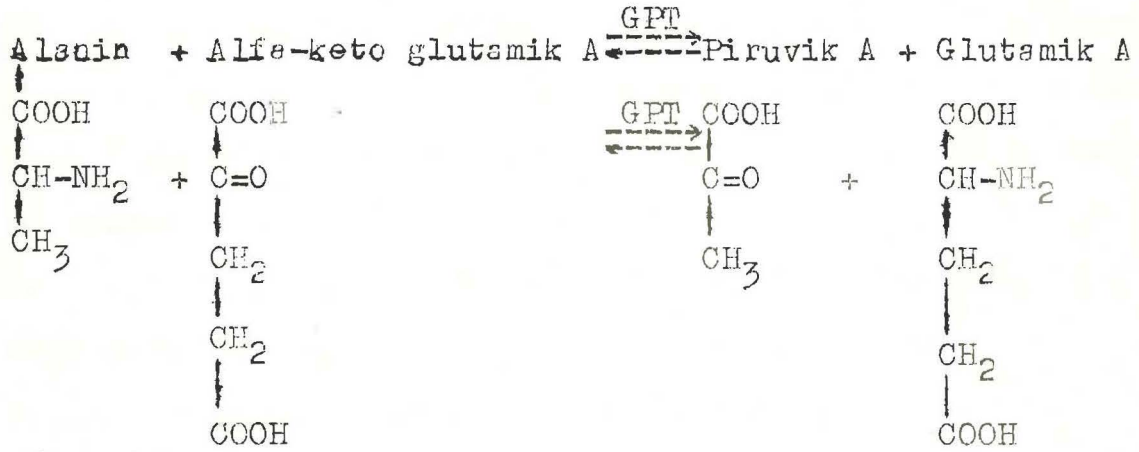 GPT
Alanin + Alfa-keto glutamik A Piruvik A + Glutamik A
COOH COOH GPT COOH COOH
CH-NH2 + C=O C=O + CH-NH2
CH3 CH2 CH3 CH2
CH2 CH2
COOH COOH